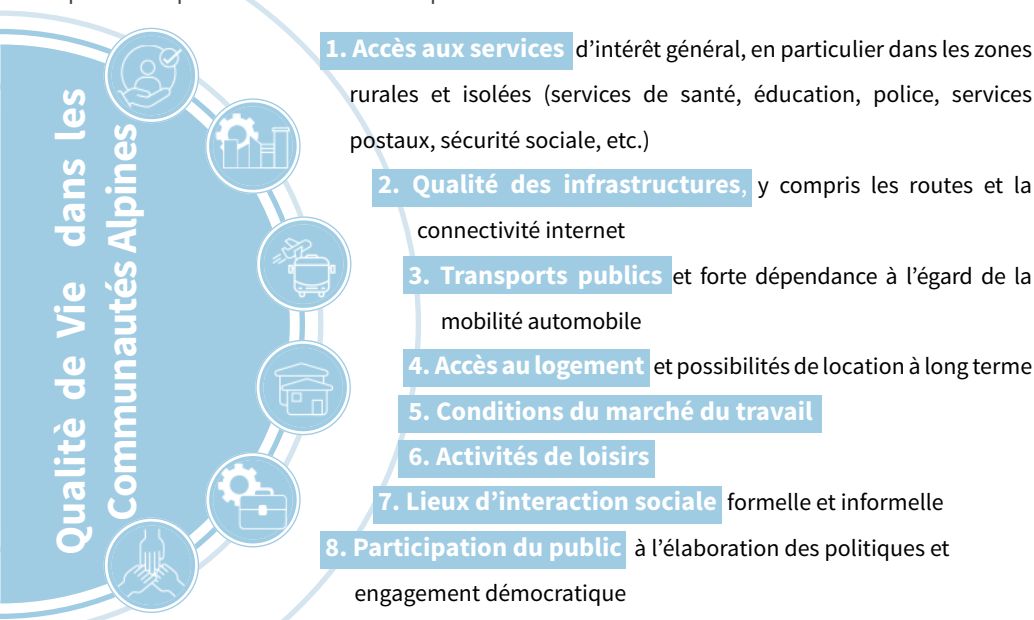 Qualitè de Vie dans les
Communautés Alpines
1. Accès aux services d’intérêt général, en particulier dans les zones
rurales et isolées (services de santé, éducation, police, services
postaux, sécurité sociale, etc.)
2. Qualité des infrastructures, y compris les routes et la
connectivité internet
3. Transports publics et forte dépendance à l’égard de la
mobilité automobile
4. Accès au logement et possibilités de location à long terme
5. Conditions du marché du travail
6. Activités de loisirs
7. Lieux d’interaction sociale formelle et informelle
8. Participation du public à l’élaboration des politiques et
engagement démocratique